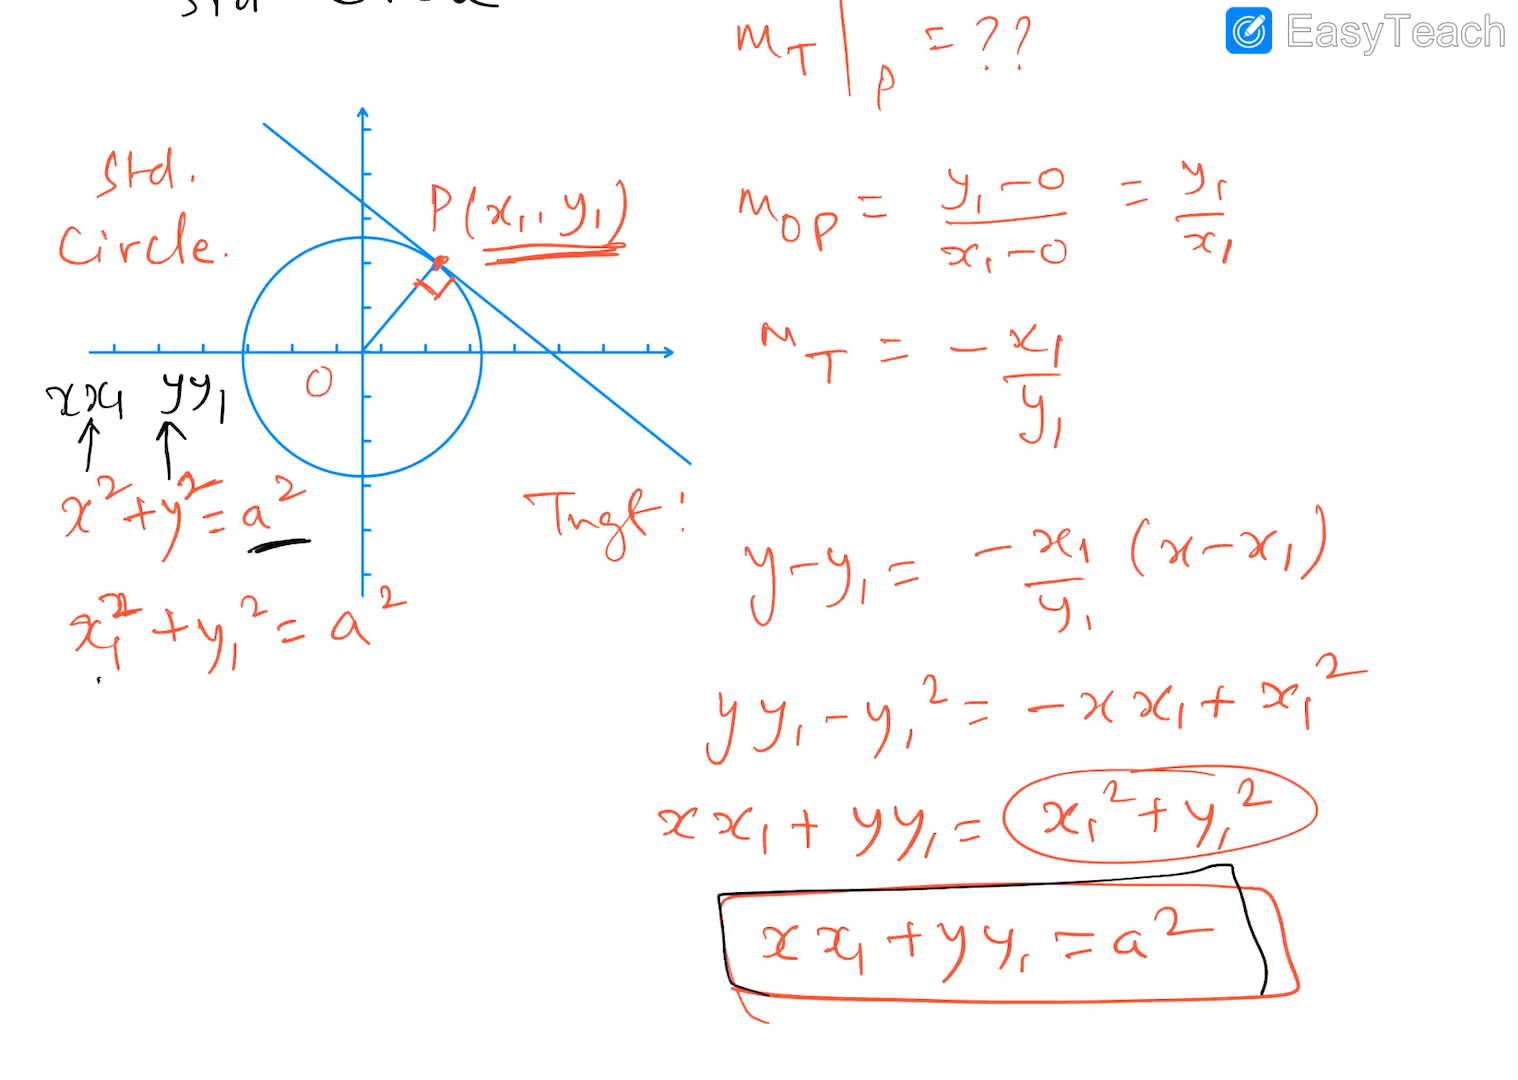 EasyTeach
m_T |_P = ??
Std.
Circle.
P(x₁, y₁)
m_OP = (y₁-0)/(x₁-0) = y₁/x₁
m_T = -x₁/y₁
O
xx₁ yy₁
x²+y²=a²
x₁²+y₁²=a²
Tngt:
y-y₁ = -x₁/y₁ (x-x₁)
yy₁-y₁²=-xx₁+x₁²
xx₁+yy₁=x₁²+y₁²
xx₁+yy₁=a²